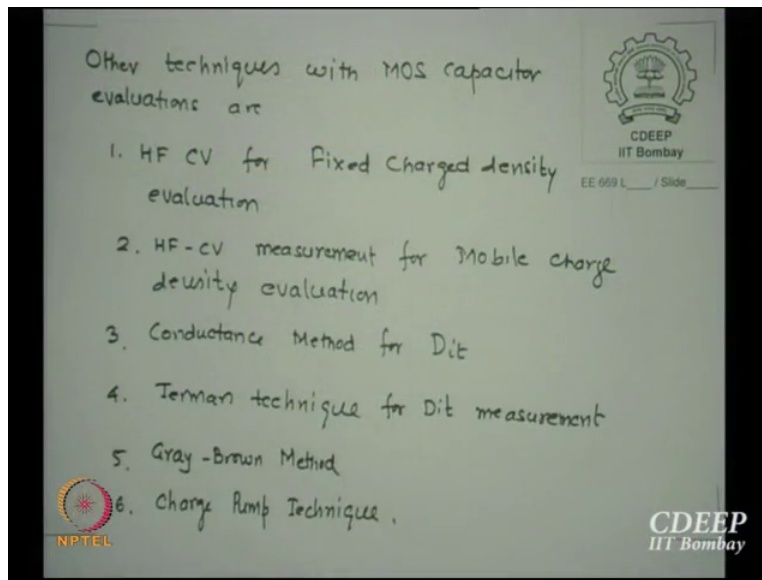 Other techniques with MOS Capacitor
evaluations are
1. HF CV for Fixed Charged density
evaluation
2. HF-CV measurement for Mobile Charge
density evaluation
3. Conductance Method for Dit
4. Terman technique for Dit measurement
5. Gray-Brown Method
6. Charge Pump Technique.
CDEEP
IIT Bombay
EE 669 L____ / Slide____
NPTEL
CDEEP
IIT Bombay